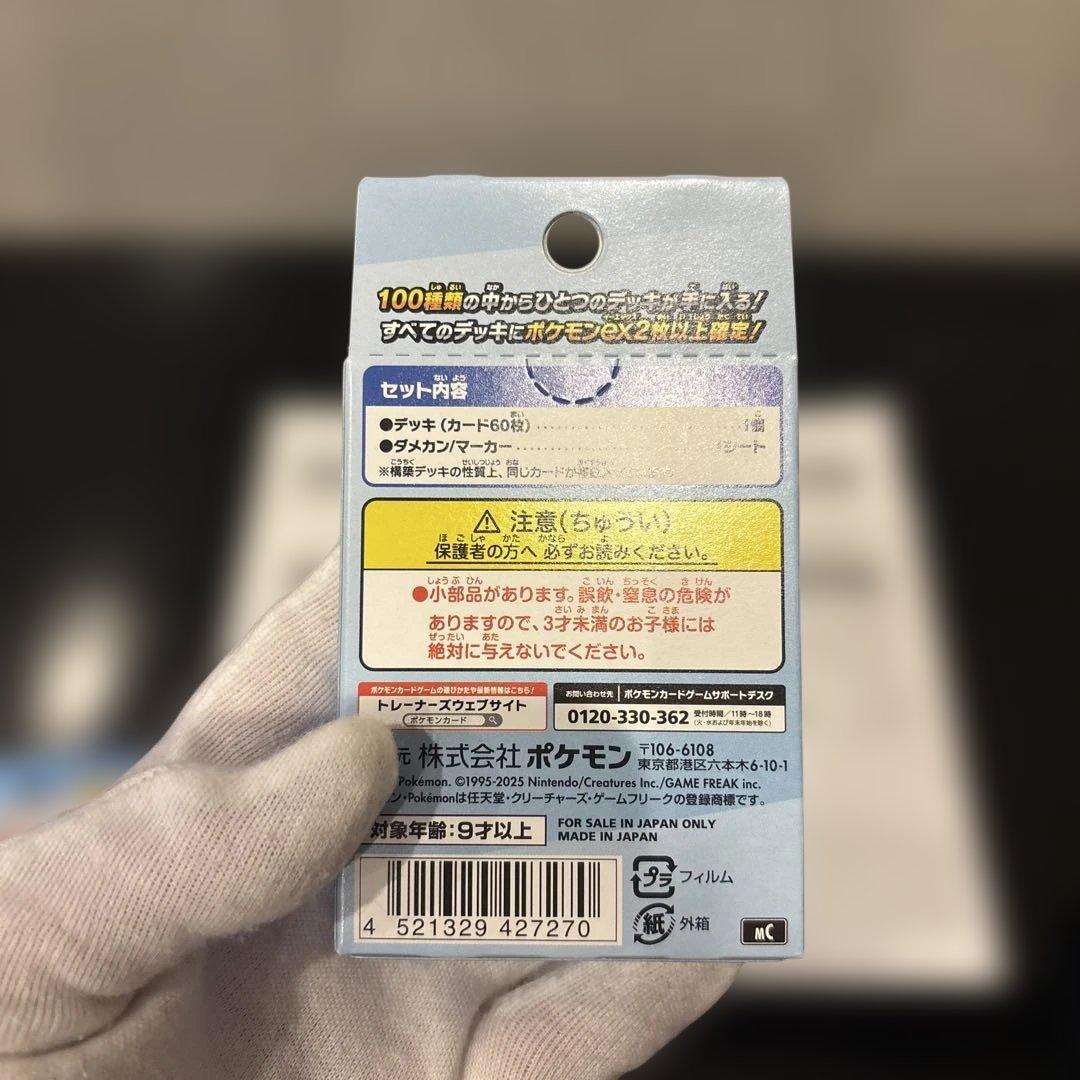 100種類の中からひとつのデッキが手に入る!
すべてのデッキにポケモンex2枚以上確定!
セット内容
●デッキ(カード60枚)
●ダメカン/マーカー
※構築デッキの性質上、同じカードが
⚠ 注意(ちゅうい)
保護者の方へ 必ずお読みください。
●小部品があります。誤飲・窒息の危険が
ありますので、3才未満のお子様には
絶対に与えないでください。
ポケモンカードゲームの遊びかたや最新情報はこちら!
トレーナーズウェブサイト
ポケモンカード
お問い合わせ先 ポケモンカードゲームサポートデスク
0120-330-362 受付時間/11時〜18時
(火・水および年末年始を除く)
元 株式会社 ポケモン 〒106-6108
東京都港区六本木6-10-1
Pokémon. ©1995-2025 Nintendo/Creatures Inc./GAME FREAK inc.
ン・Pokémonは任天堂・クリーチャーズ・ゲームフリークの登録商標です。
対象年齢:9才以上
FOR SALE IN JAPAN ONLY
MADE IN JAPAN
4 521329 427270
プラ フィルム
紙 外箱
MC